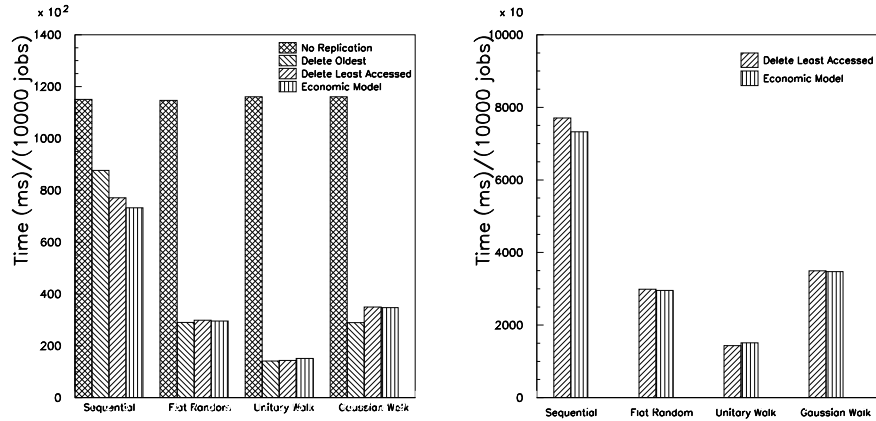 × 10²
Time (ms)/(10000 jobs)
1400
1200
1000
800
600
400
200
0
No Replication
Delete Oldest
Delete Least Accessed
Economic Model
Sequential
Flat Random
Unitary Walk
Gaussian Walk
× 10
Time (ms)/(10000 jobs)
10000
8000
6000
4000
2000
0
Delete Least Accessed
Economic Model
Sequential
Flat Random
Unitary Walk
Gaussian Walk